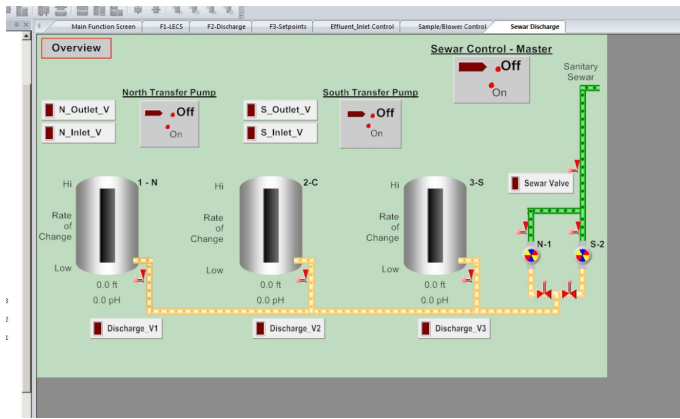 Main Function Screen F1-LECS F2-Discharge F3-Setpoints Effluent_Inlet Control Sample/Blower Control Sewar Discharge
Overview
Sewar Control - Master
Off
On
Sanitary
Sewar
North Transfer Pump
South Transfer Pump
N_Outlet_V
Off
On
S_Outlet_V
Off
On
N_Inlet_V
S_Inlet_V
Hi
1 - N
Hi
2-C
Hi
3-S
Sewar Valve
Rate
of
Change
Rate
of
Change
Rate
of
Change
N-1
S-2
Low
Low
Low
0.0 ft
0.0 ft
0.0 ft
0.0 pH
0.0 pH
0.0 pH
Discharge_V1
Discharge_V2
Discharge_V3
3
2
1